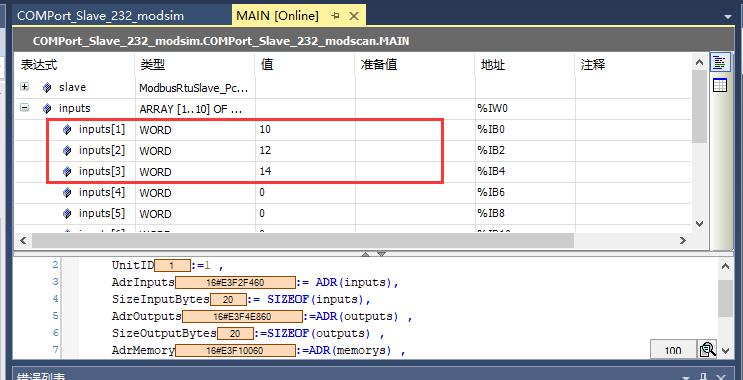 COMPort_Slave_232_modsim MAIN [Online]
COMPort_Slave_232_modsim.COMPort_Slave_232_modscan.MAIN
表达式 类型 值 准备值 地址 注释
slave ModbusRtuSlave_Pc...
inputs ARRAY [1..10] OF ... %IW0
inputs[1] WORD 10 %IB0
inputs[2] WORD 12 %IB2
inputs[3] WORD 14 %IB4
inputs[4] WORD 0 %IB6
inputs[5] WORD 0 %IB8
2 UnitID 1 :=1 ,
3 AdrInputs 16#E3F2F460 := ADR(inputs),
4 SizeInputBytes 20 := SIZEOF(inputs),
5 AdrOutputs 16#E3F4E860 :=ADR(outputs) ,
6 SizeOutputBytes 20 :=SIZEOF(outputs) ,
7 AdrMemory 16#E3F10060 :=ADR(memorys) ,
100
错误列表